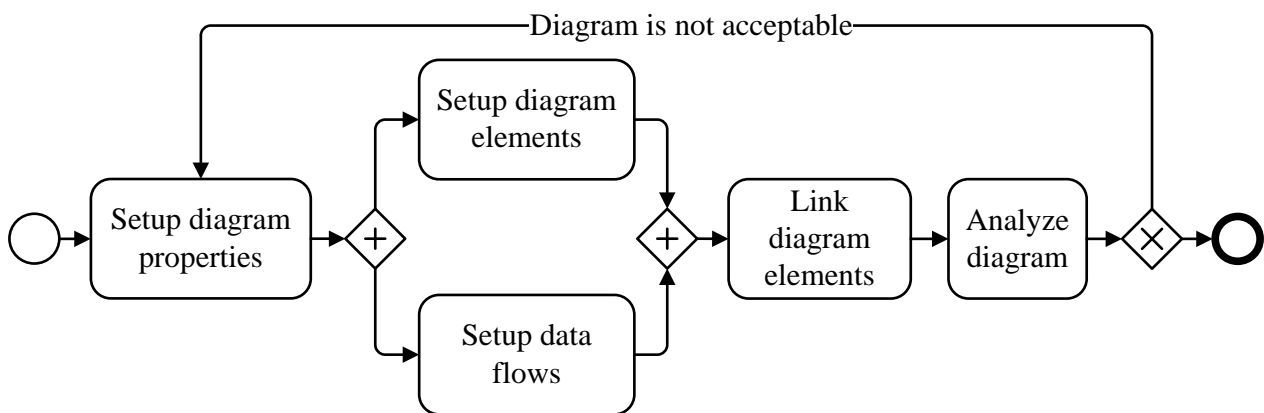 Diagram is not acceptable
Setup diagram
elements
Setup diagram
properties
Link
diagram
elements
Analyze
diagram
Setup data
flows